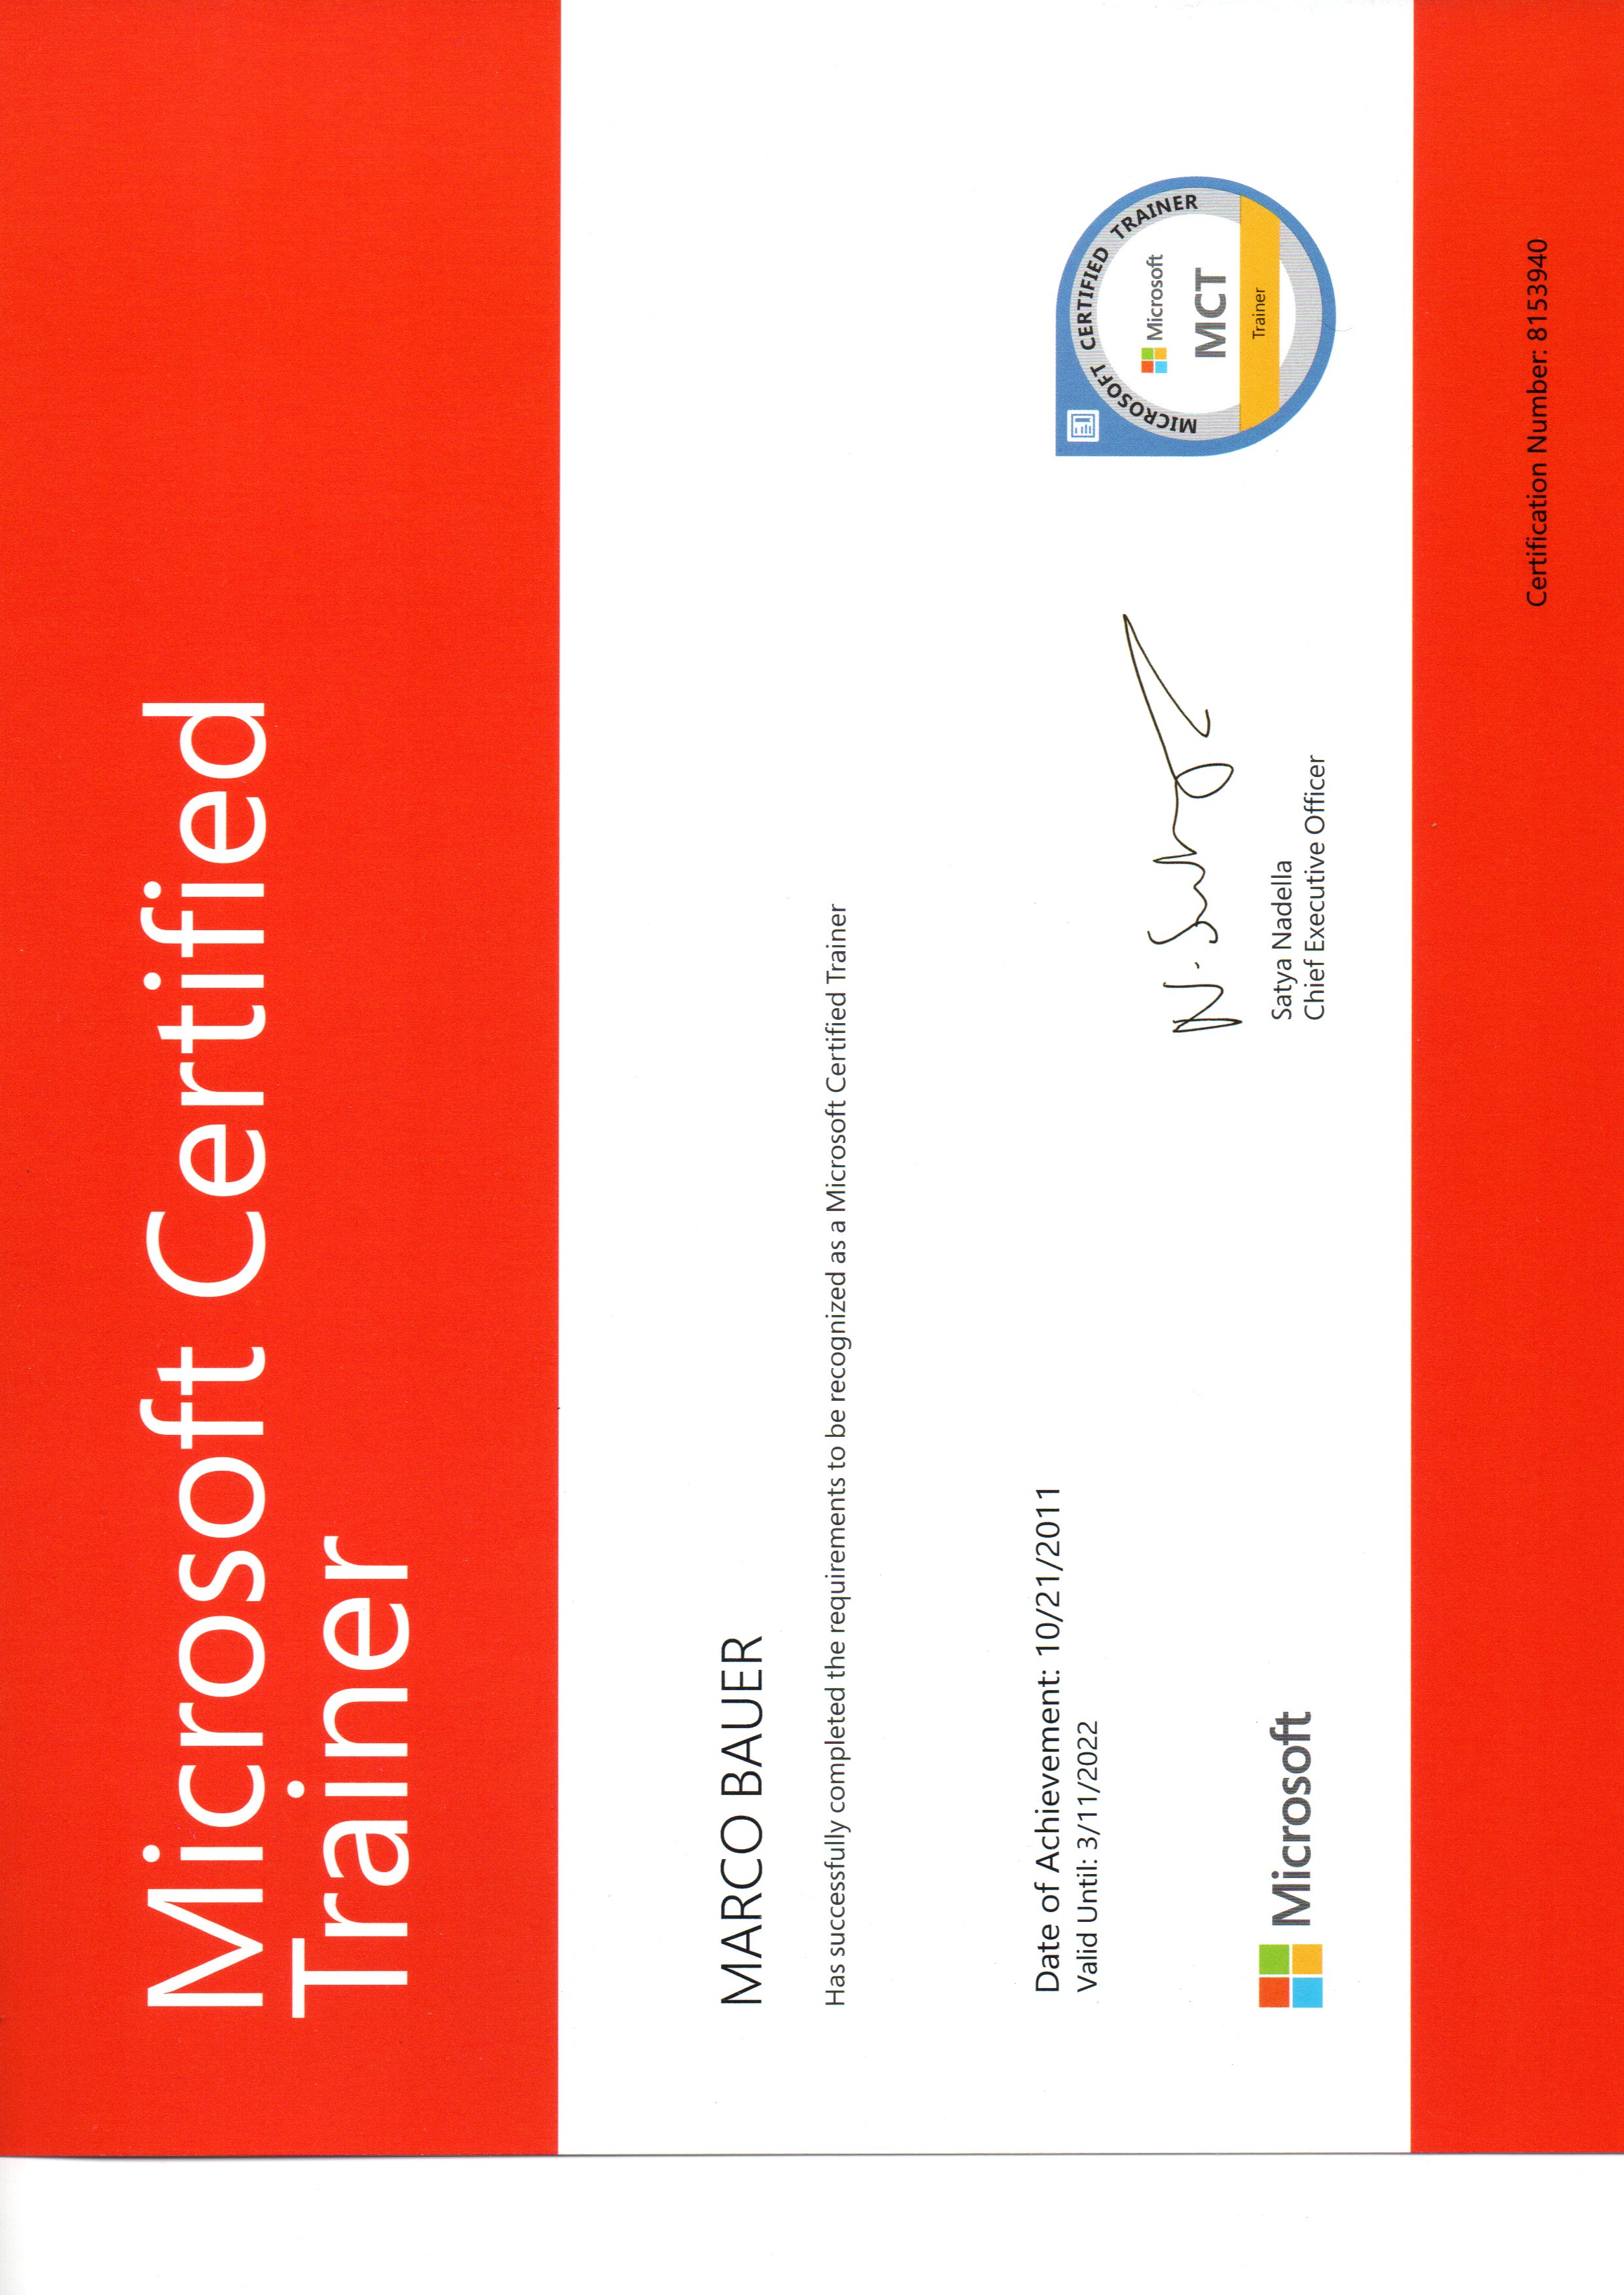 Microsoft Certified
Trainer
MARCO BAUER
Has successfully completed the requirements to be recognized as a Microsoft Certified Trainer
Date of Achievement: 10/21/2011
Valid Until: 3/11/2022
MICROSOFT CERTIFIED TRAINER
Microsoft
MCT
Trainer
Satya Nadella
Chief Executive Officer
Microsoft
Certification Number: 8153940